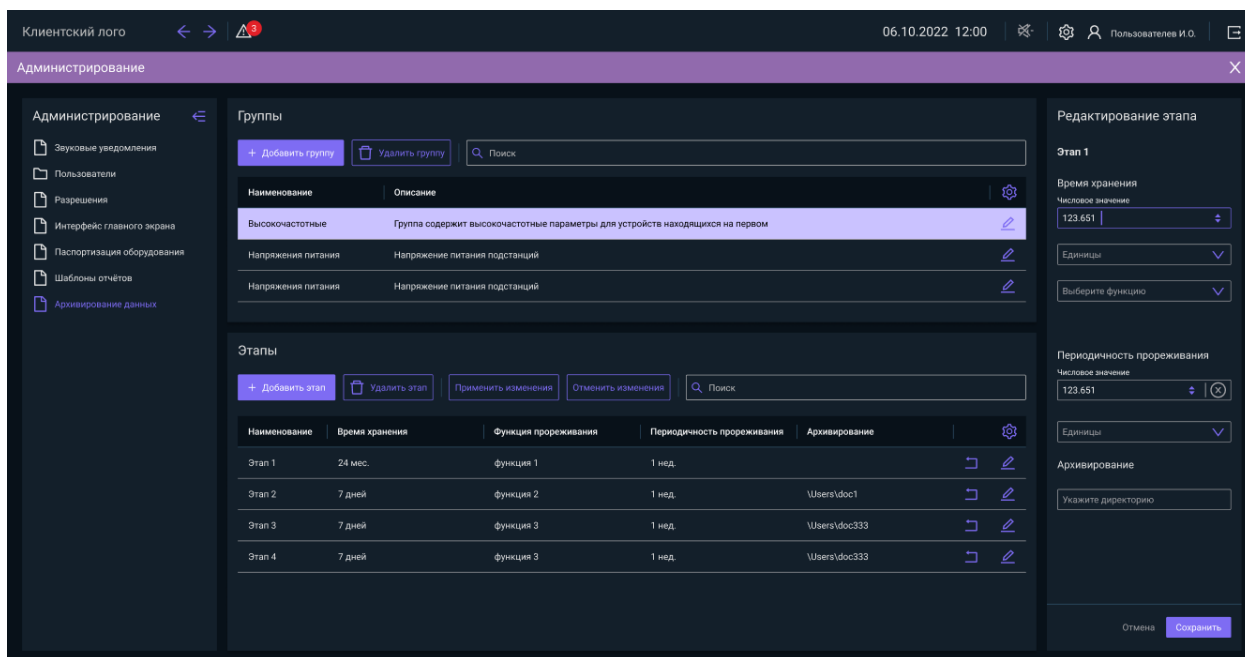 Клиентский лого
3
06.10.2022 12:00
Пользователев И.О.
Администрирование
Администрирование
Звуковые уведомления
Пользователи
Разрешения
Интерфейс главного экрана
Паспортизация оборудования
Шаблоны отчётов
Архивирование данных
Группы
+ Добавить группу
Удалить группу
Поиск
Наименование Описание
Высокочастотные Группа содержит высокочастотные параметры для устройств находящихся на первом
Напряжения питания Напряжение питания подстанций
Напряжения питания Напряжение питания подстанций
Этапы
+ Добавить этап
Удалить этап
Применить изменения
Отменить изменения
Поиск
Наименование Время хранения Функция прореживания Периодичность прореживания Архивирование
Этап 1 24 мес. функция 1 1 нед.
Этап 2 7 дней функция 2 1 нед. \Users\doc1
Этап 3 7 дней функция 3 1 нед. \Users\doc333
Этап 4 7 дней функция 3 1 нед. \Users\doc333
Редактирование этапа
Этап 1
Время хранения
Числовое значение
123.651
Единицы
Выберите функцию
Периодичность прореживания
Числовое значение
123.651
Единицы
Архивирование
Укажите директорию
Отмена
Сохранить